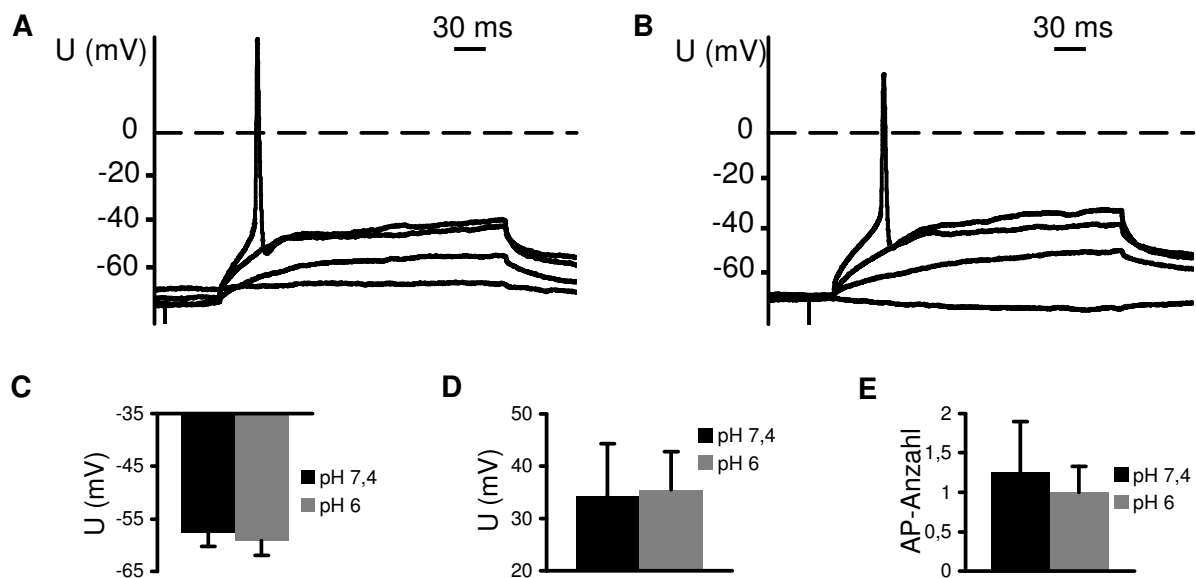 A
30 ms
U (mV)
0
-20
-40
-60
B
30 ms
U (mV)
0
-20
-40
-60
C
-35
-45
-55
-65
U (mV)
pH 7,4
pH 6
D
50
40
30
20
U (mV)
pH 7,4
pH 6
E
2
1,5
1
0,5
0
AP-Anzahl
pH 7,4
pH 6